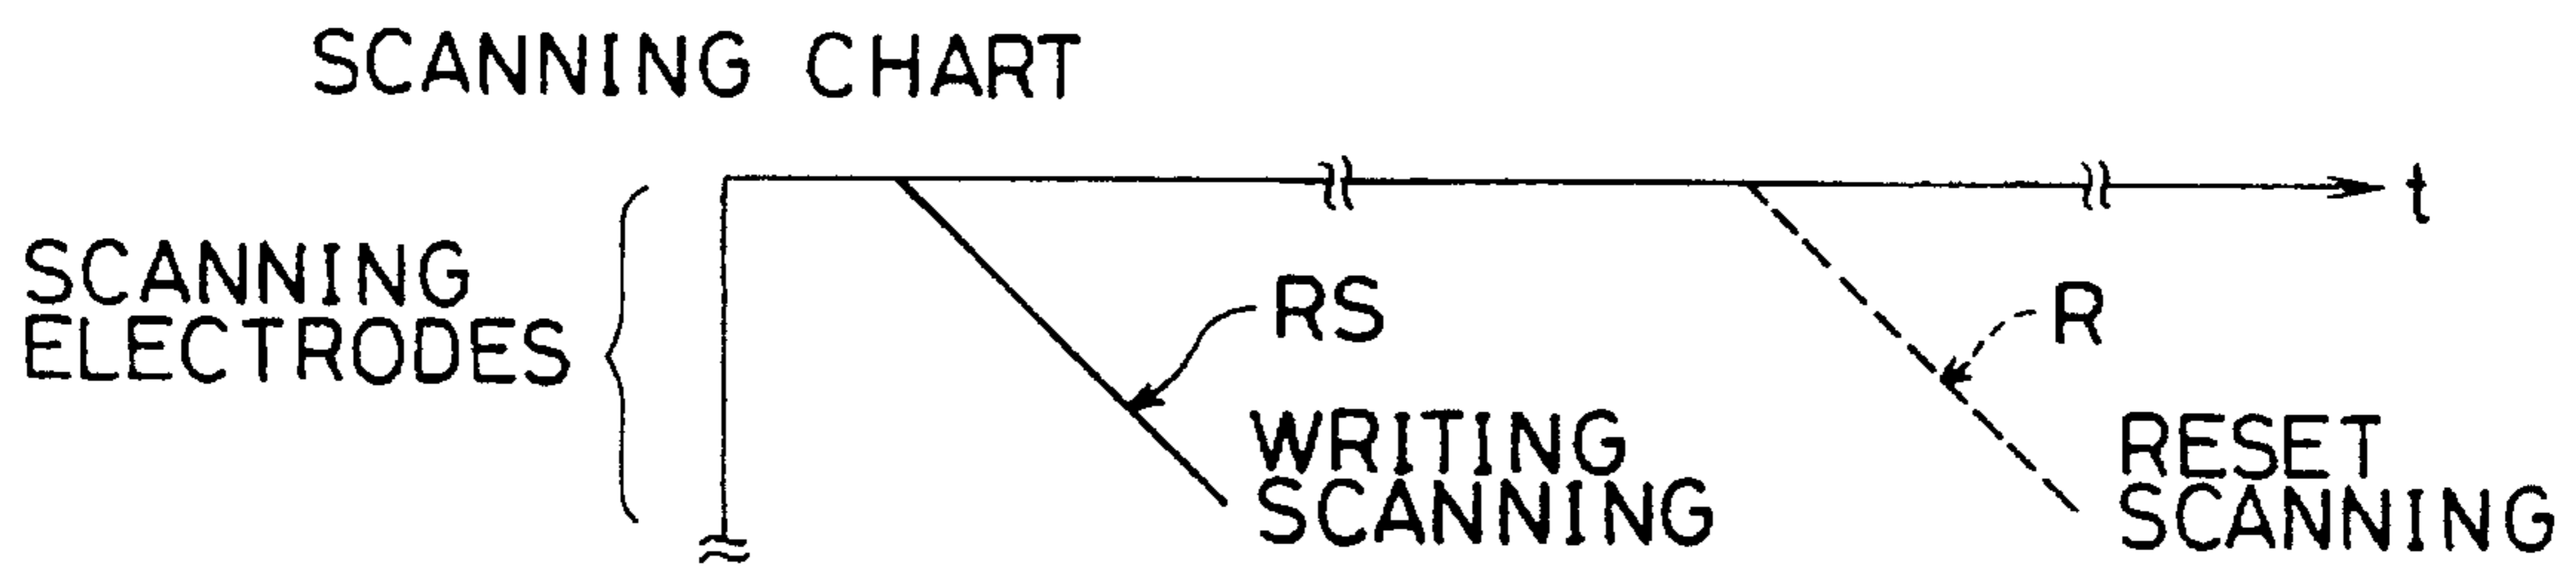 SCANNING CHART
t
SCANNING
ELECTRODES
RS
R
WRITING
SCANNING
RESET
SCANNING